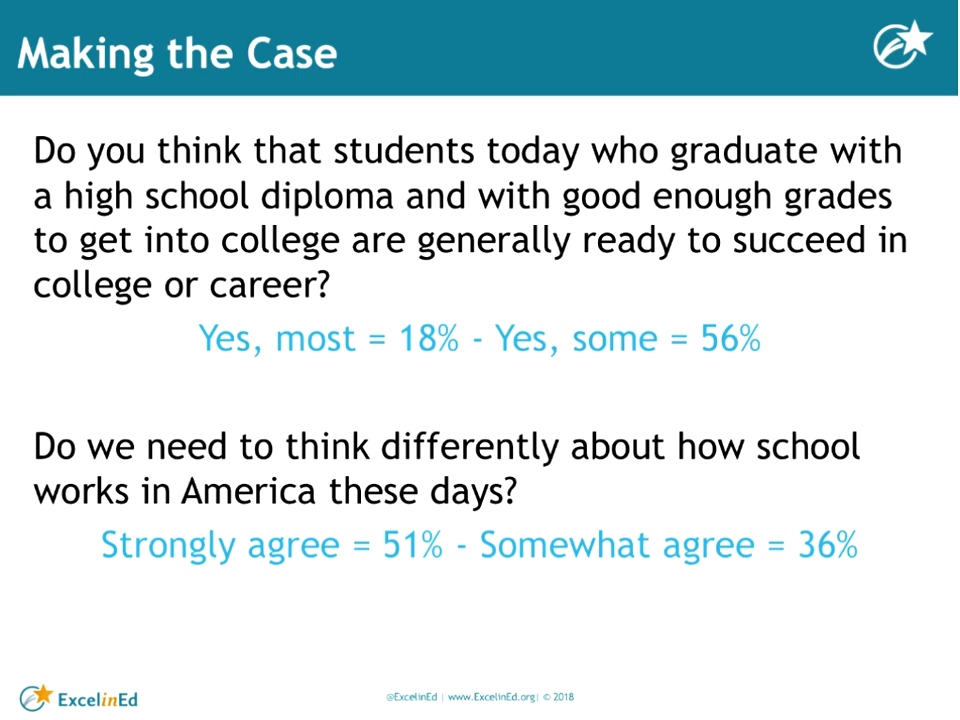 Making the Case
Do you think that students today who graduate with
a high school diploma and with good enough grades
to get into college are generally ready to succeed in
college or career?
Yes, most = 18% - Yes, some = 56%
Do we need to think differently about how school
works in America these days?
Strongly agree = 51% - Somewhat agree = 36%
ExcelinEd
@ExcelinEd | www.ExcelinEd.org| © 2018